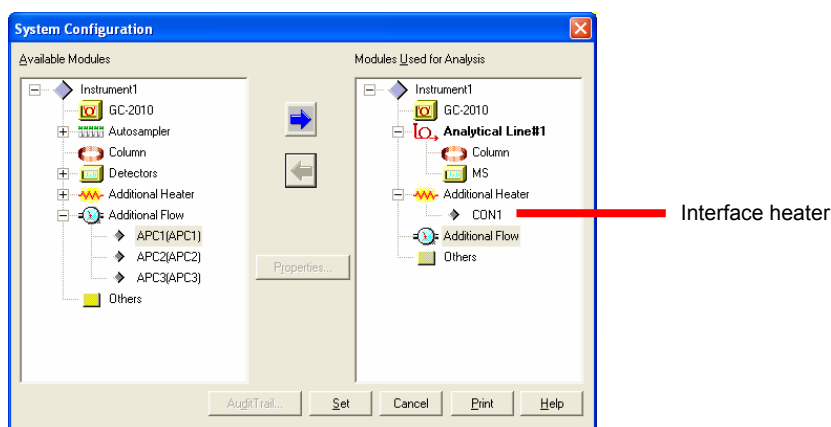 System Configuration
Available Modules
Instrument1
GC-2010
Autosampler
Column
Detectors
Additional Heater
Additional Flow
APC1(APC1)
APC2(APC2)
APC3(APC3)
Others
Properties...
Modules Used for Analysis
Instrument1
GC-2010
Analytical Line#1
Column
MS
Additional Heater
CON1
Additional Flow
Others
Interface heater
AuditTrail...
Set
Cancel
Print
Help